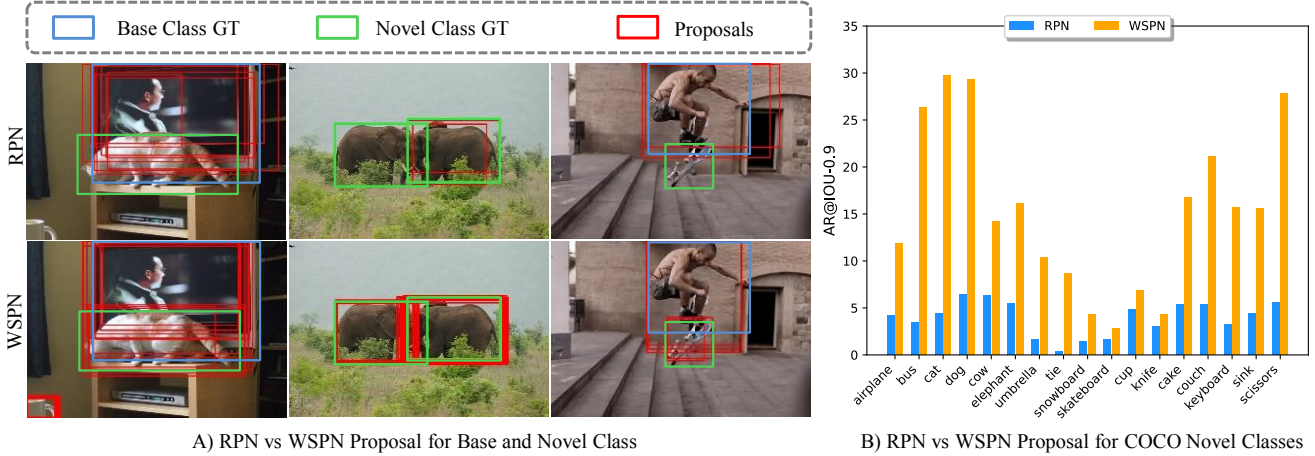 Base Class GT
Novel Class GT
Proposals
RPN
WSPN
A) RPN vs WSPN Proposal for Base and Novel Class
RPN
WSPN
AR@IOU-0.9
35
30
25
20
15
10
5
0
airplane
bus
cat
dog
cow
elephant
umbrella
tie
snowboard
skateboard
cup
knife
cake
couch
keyboard
sink
scissors
B) RPN vs WSPN Proposal for COCO Novel Classes